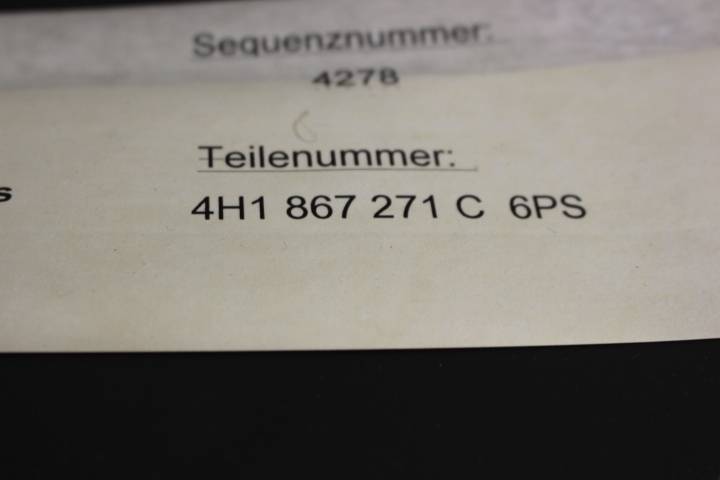 Sequenznummer:
4278
Teilenummer:
4H1 867 271 C 6PS